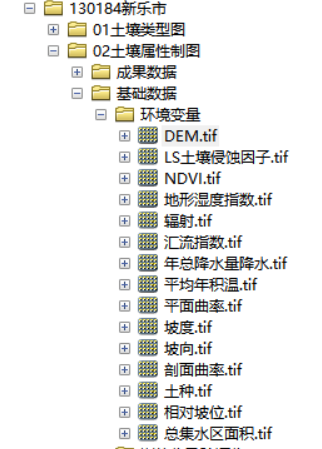 130184新乐市
01土壤类型图
02土壤属性制图
成果数据
基础数据
环境变量
DEM.tif
LS土壤侵蚀因子.tif
NDVI.tif
地形湿度指数.tif
辐射.tif
汇流指数.tif
年总降水量降水.tif
平均年积温.tif
平面曲率.tif
坡度.tif
坡向.tif
剖面曲率.tif
土种.tif
相对坡位.tif
总集水区面积.tif